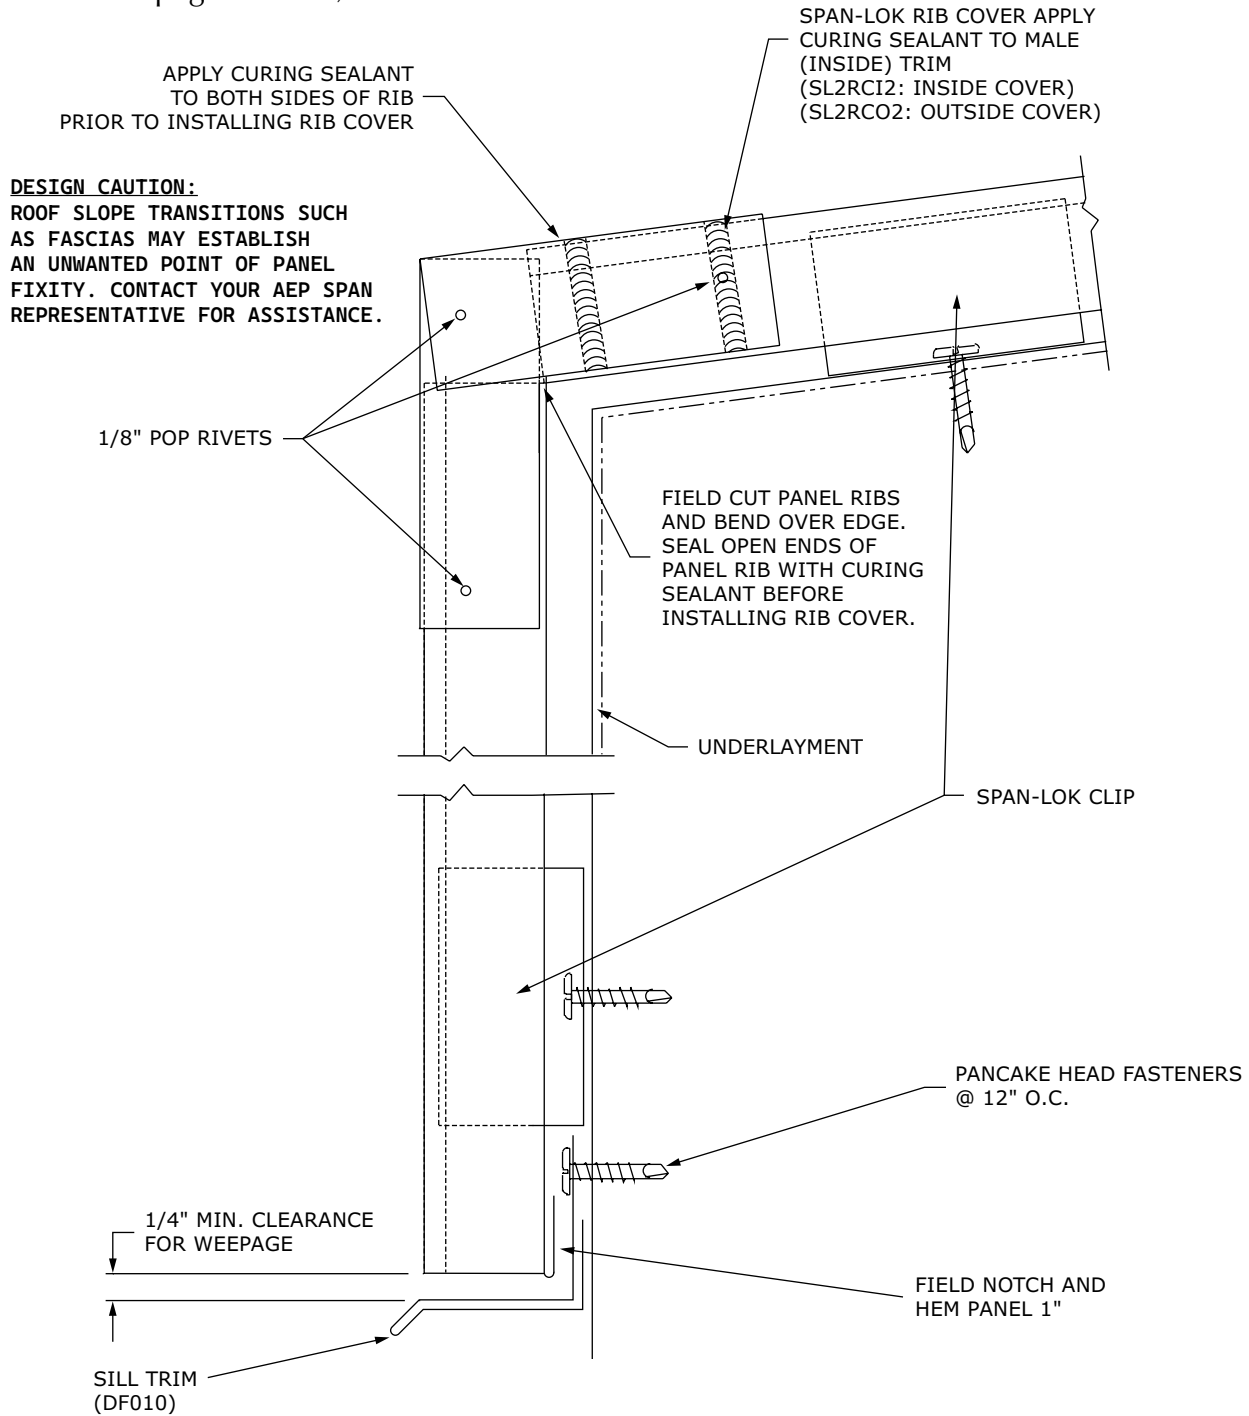 SPAN-LOK RIB COVER APPLY
CURING SEALANT TO MALE
(INSIDE) TRIM
(SL2RCI2: INSIDE COVER)
(SL2RCO2: OUTSIDE COVER)
APPLY CURING SEALANT
TO BOTH SIDES OF RIB
PRIOR TO INSTALLING RIB COVER
DESIGN CAUTION:
ROOF SLOPE TRANSITIONS SUCH
AS FASCIAS MAY ESTABLISH
AN UNWANTED POINT OF PANEL
FIXITY. CONTACT YOUR AEP SPAN
REPRESENTATIVE FOR ASSISTANCE.
1/8" POP RIVETS
FIELD CUT PANEL RIBS
AND BEND OVER EDGE.
SEAL OPEN ENDS OF
PANEL RIB WITH CURING
SEALANT BEFORE
INSTALLING RIB COVER.
UNDERLAYMENT
SPAN-LOK CLIP
PANCAKE HEAD FASTENERS
@ 12" O.C.
1/4" MIN. CLEARANCE
FOR WEEPAGE
FIELD NOTCH AND
HEM PANEL 1"
SILL TRIM
(DF010)